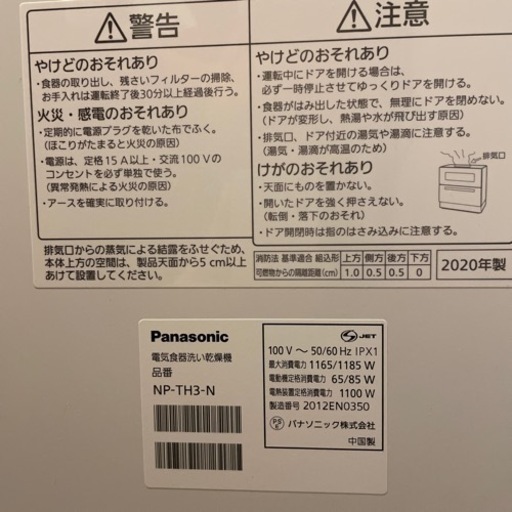 警告
やけどのおそれあり
・食器の取り出し、残さいフィルターの掃除、
お手入れは運転終了後30分以上経過後行う。
火災・感電のおそれあり
・定期的に電源プラグを乾いた布でふく。
(ほこりがたまると火災の原因)
・電源は、定格15A以上・交流100Vの
コンセントを必ず単独で使う。
(異常発熱による火災の原因)
・アースを確実に取り付ける。
注意
やけどのおそれあり
・運転中にドアを開ける場合は、
必ず一時停止させてゆっくりドアを開ける。
・食器がはみ出した状態で、無理にドアを閉めない。
(ドアが変形し、熱湯や水が飛び出す原因)
・排気口、ドア付近の湯気や湯滴に注意する。
(湯気・湯滴が高温のため)
けがのおそれあり
・天面にものを置かない。
・開いたドアを強く押さえない。
(転倒・落下のおそれ)
・ドア開閉時は指のはさみ込みに注意する。
排気口
排気口からの蒸気による結露をふせぐため、
本体上方の空間は、製品天面から5cm以上
あけて設置してください。
消防法 基準適合 組込形 上方 側方 後方 下方
可燃物からの隔離距離(cm) 1.0 0.5 0.5 0
2020年製
Panasonic
電気食器洗い乾燥機
品番
NP-TH3-N
S JET
100V～50/60Hz IPX1
最大消費電力 1165/1185 W
電動機定格消費電力 65/85 W
電熱装置定格消費電力 1100 W
製造番号 2012EN0350
PSE パナソニック株式会社
中国製